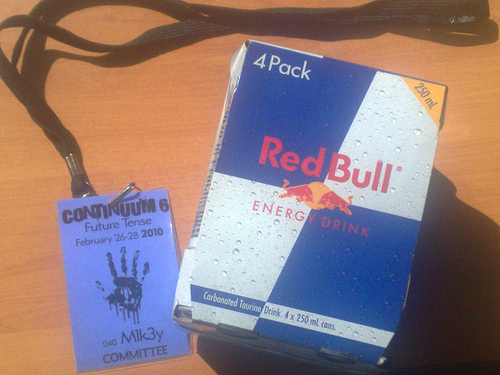 CONTINUUM 6
Future Tense
February 26-28 2010
040 M1k3y
COMMITTEE
4 Pack
250 mL
Red Bull®
ENERGY DRINK
Carbonated Taurine Drink. 4 x 250 mL cans.